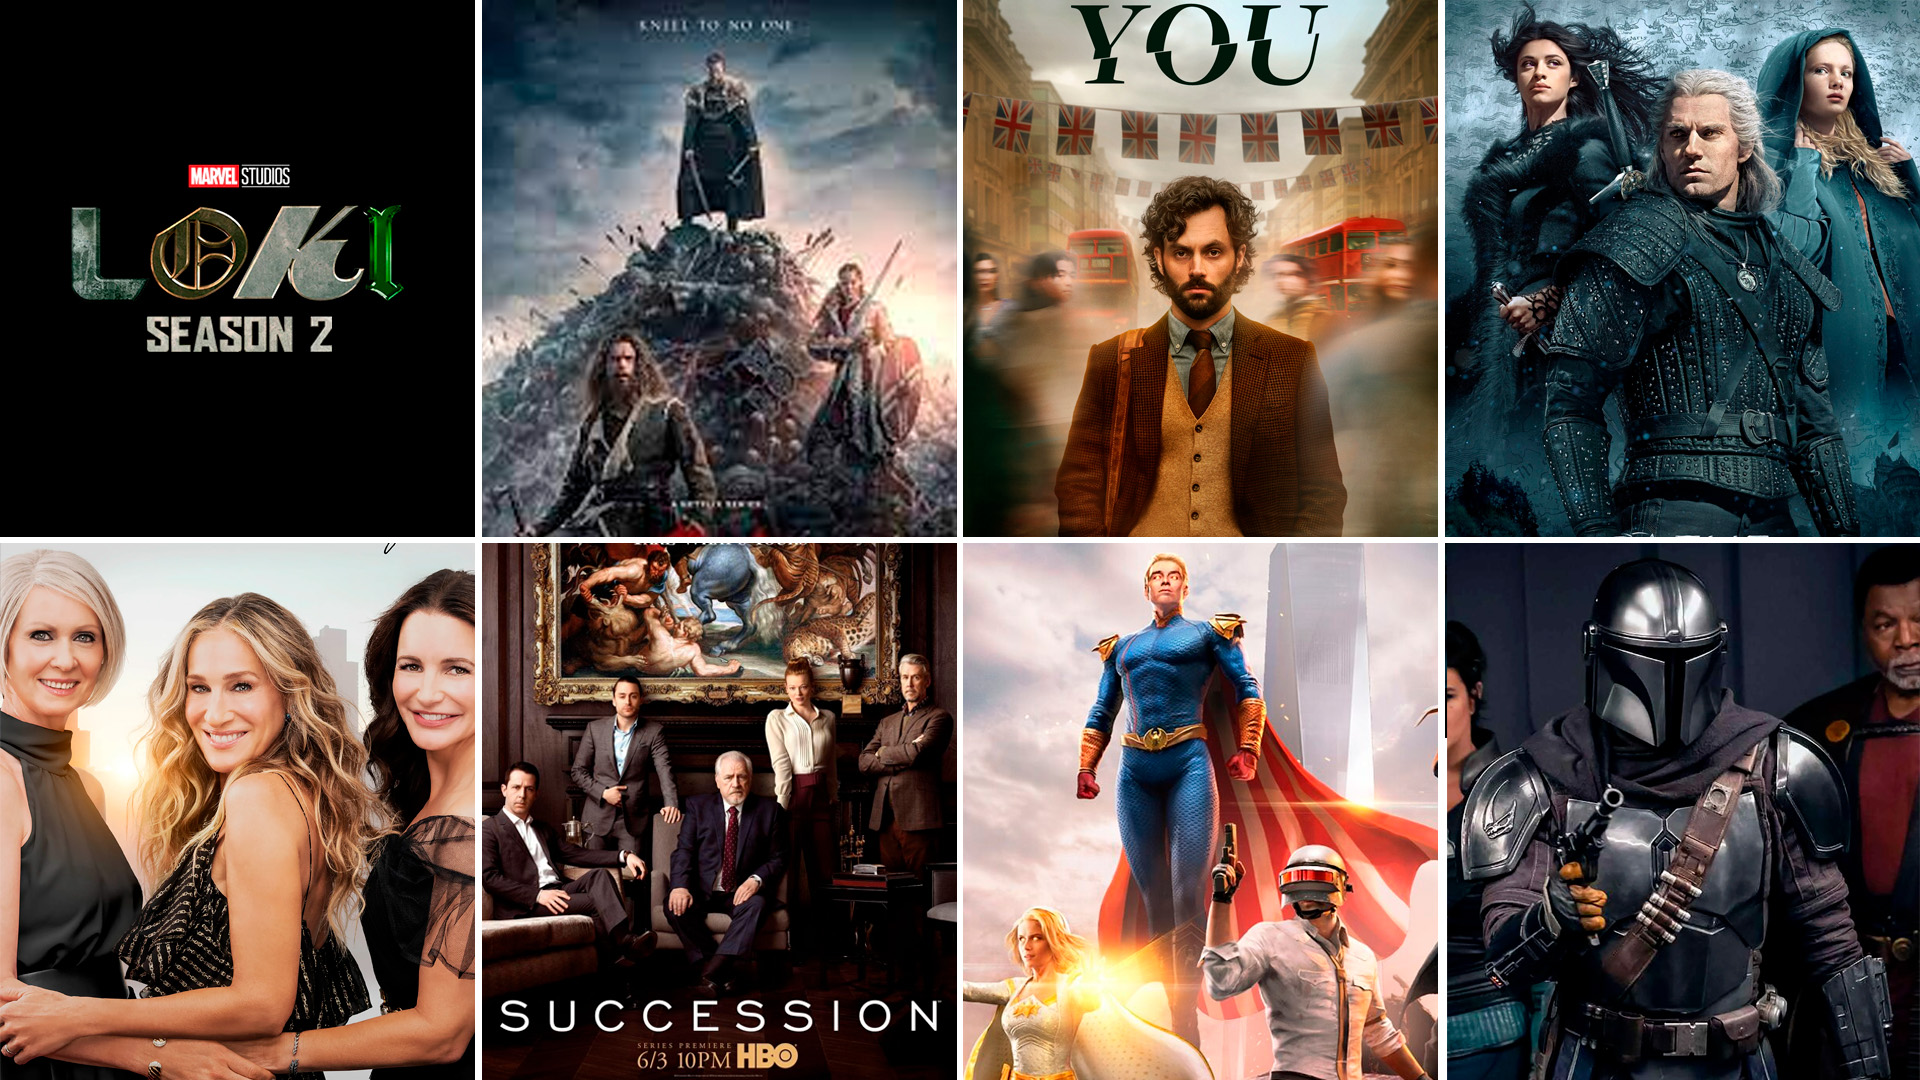 MARVEL STUDIOS
LOKI
SEASON 2
KNEEL TO NO ONE
A NETFLIX SERIES
YOU
SUCCESSION
SERIES PREMIERE
6/3 10PM HBO